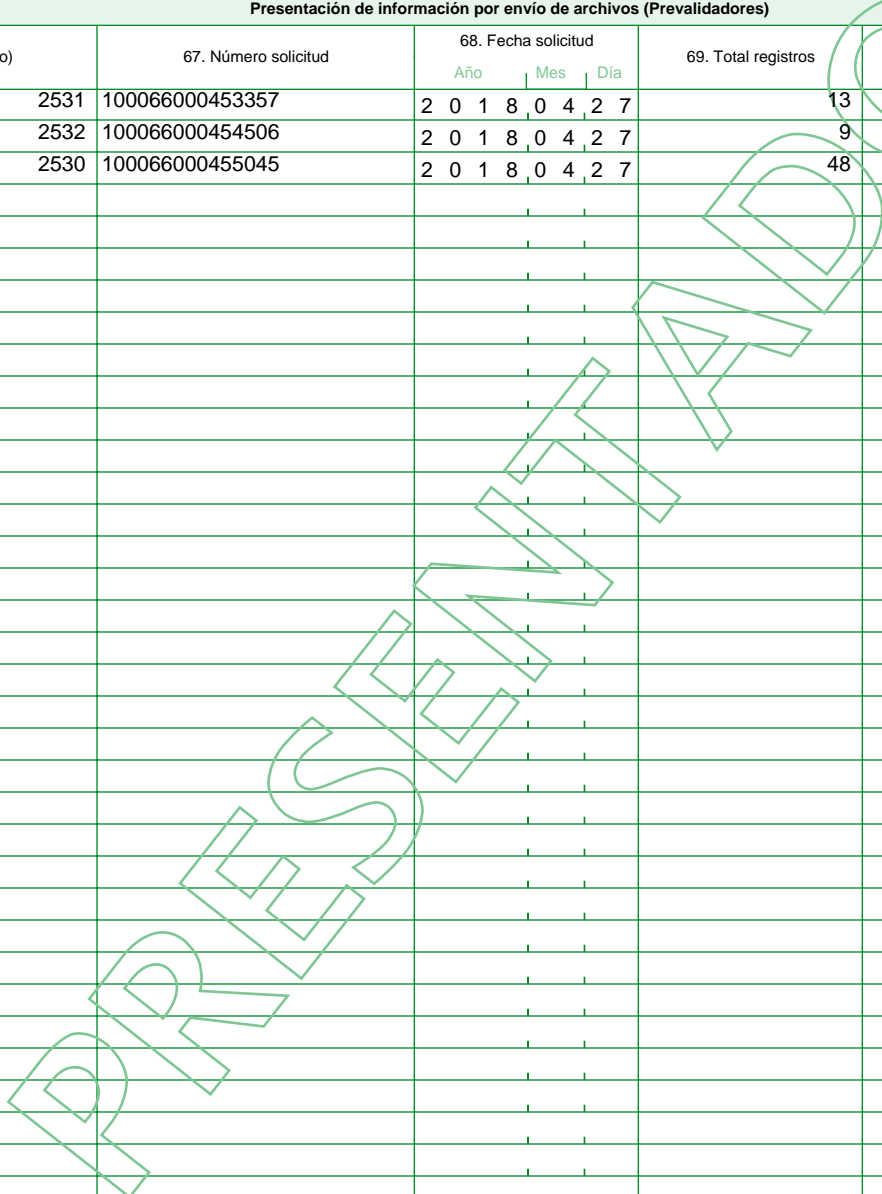 Presentación de información por envío de archivos (Prevalidadores)
o) 67. Número solicitud 68. Fecha solicitud 69. Total registros
Año Mes Día
2531 100066000453357 2 0 1 8 0 4 2 7 13
2532 100066000454506 2 0 1 8 0 4 2 7 9
2530 100066000455045 2 0 1 8 0 4 2 7 48
PRESENTADO